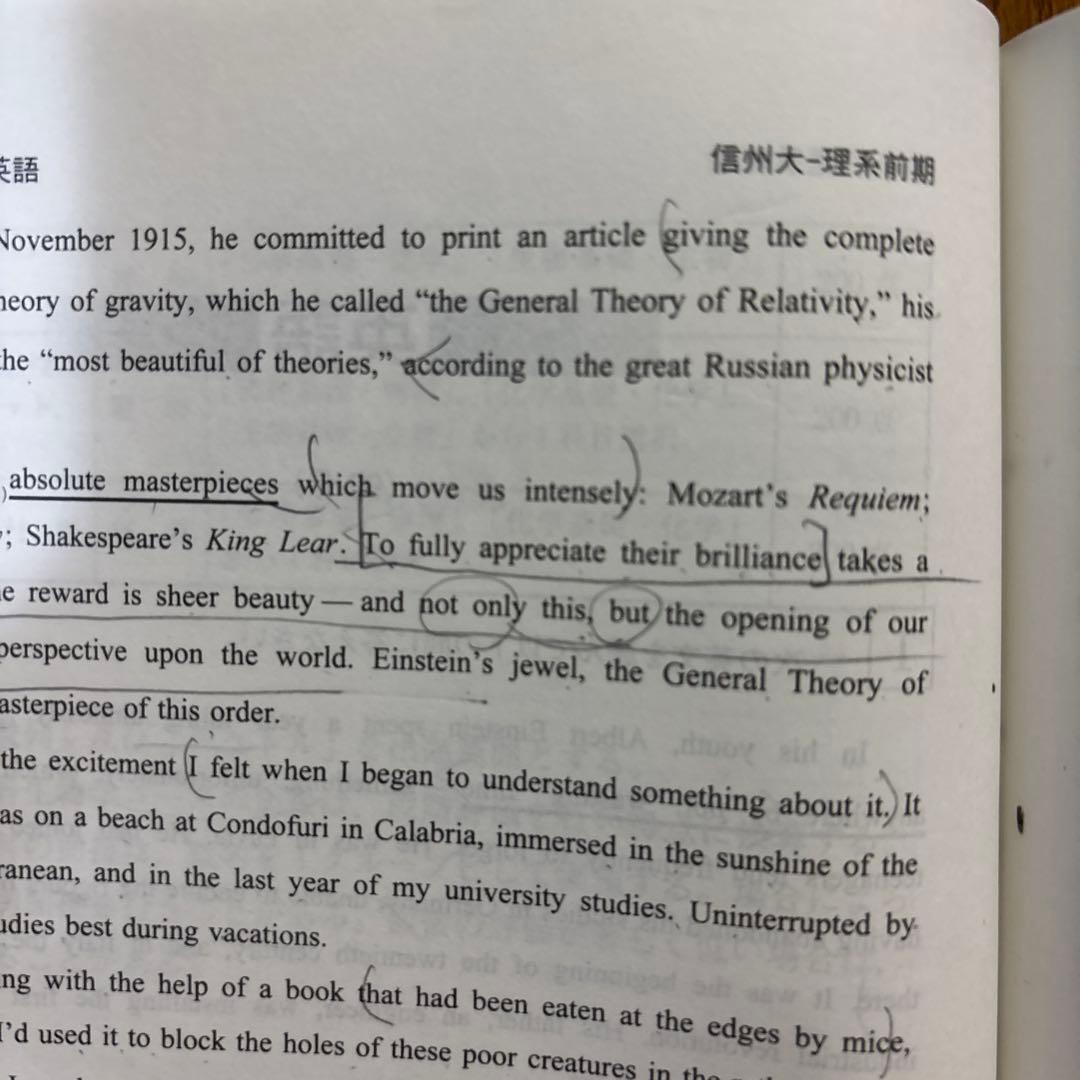 英語
信州大-理系前期
November 1915, he committed to print an article giving the complete
heory of gravity, which he called “the General Theory of Relativity,” his
the “most beautiful of theories,” according to the great Russian physicist
absolute masterpieces which move us intensely: Mozart’s Requiem;
; Shakespeare’s King Lear. To fully appreciate their brilliance takes a
e reward is sheer beauty — and not only this, but the opening of our
perspective upon the world. Einstein’s jewel, the General Theory of
asterpiece of this order.
the excitement I felt when I began to understand something about it. It
as on a beach at Condofuri in Calabria, immersed in the sunshine of the
ranean, and in the last year of my university studies. Uninterrupted by
udies best during vacations.
ng with the help of a book that had been eaten at the edges by mice,
I’d used it to block the holes of these poor creatures in the